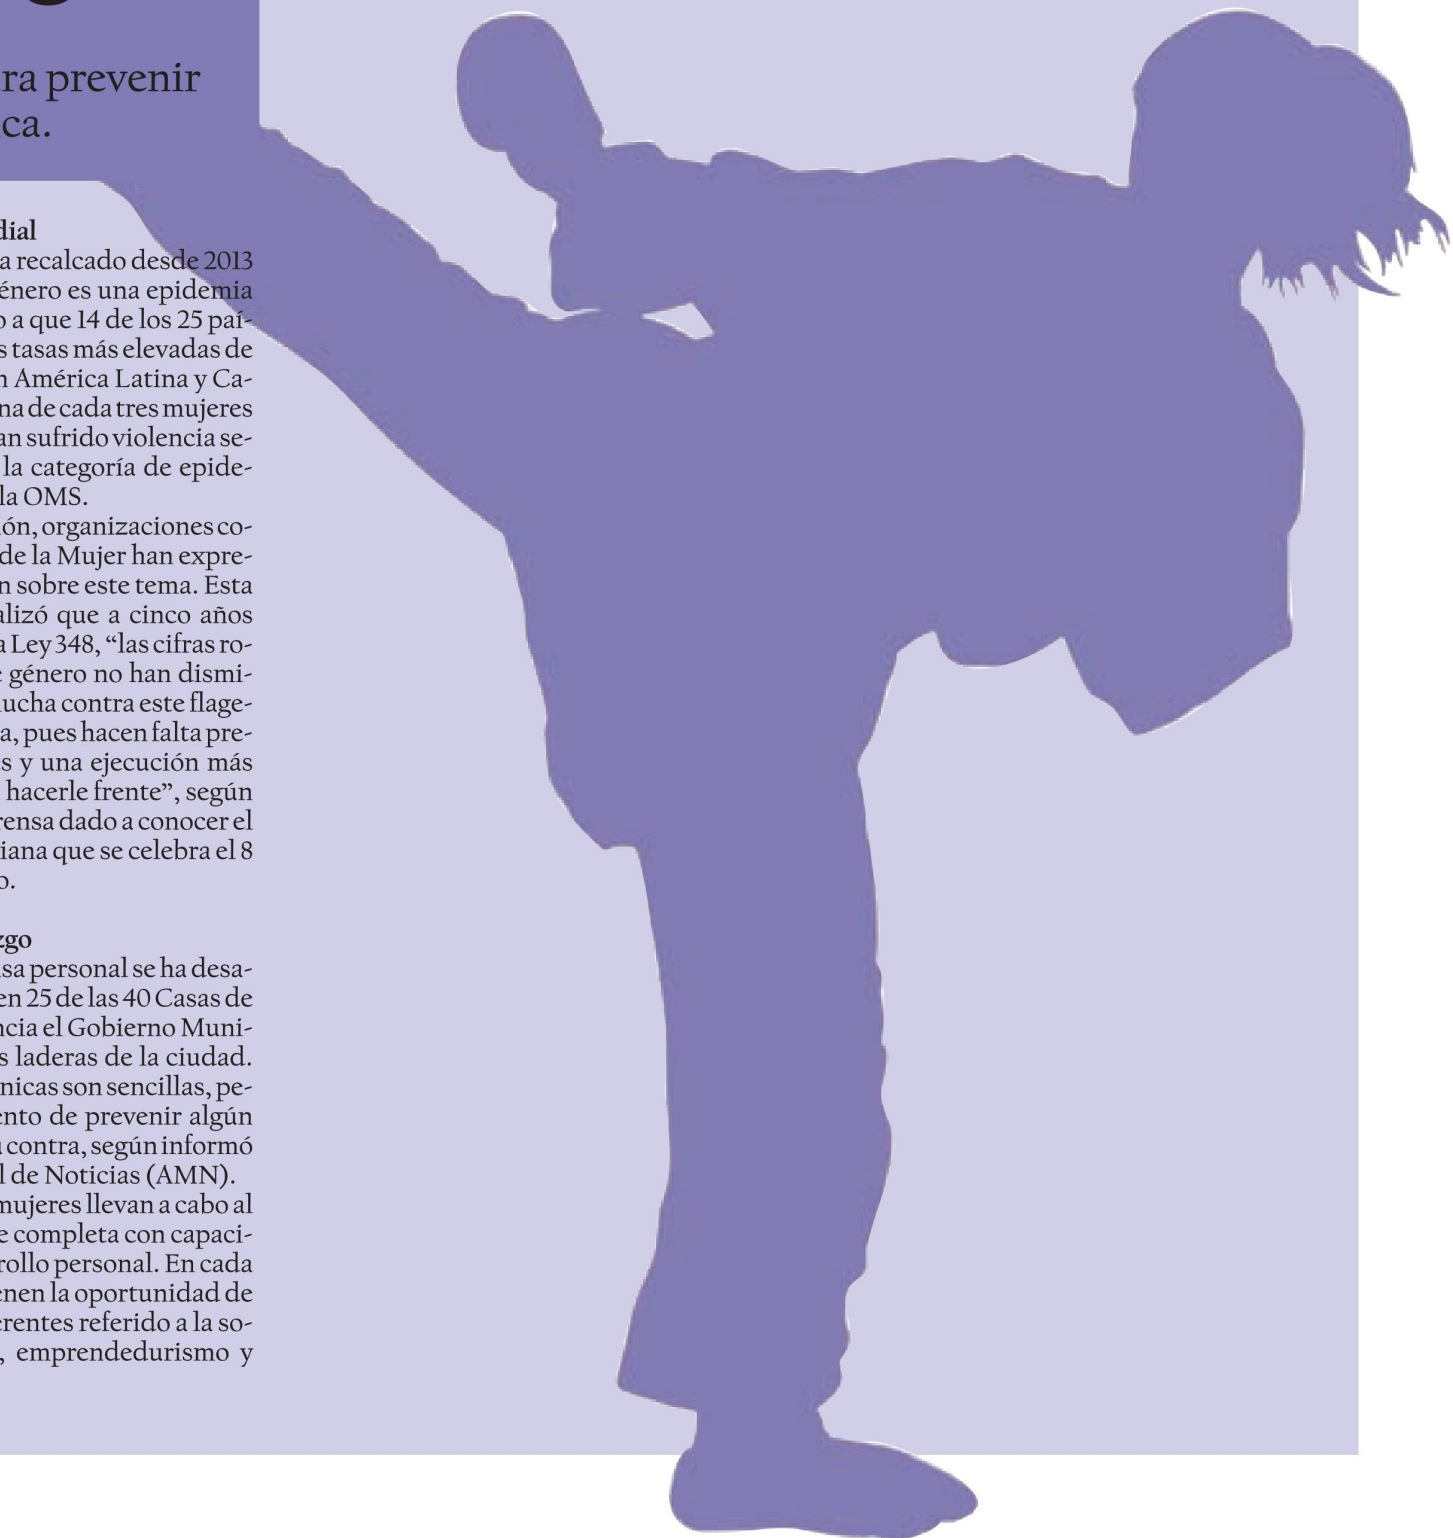 ra prevenir
ca.
dial
a recalcado desde 2013
énero es una epidemia
o a que 14 de los 25 paí-
s tasas más elevadas de
n América Latina y Ca-
na de cada tres mujeres
an sufrido violencia se-
la categoría de epide-
la OMS.
ión, organizaciones co-
de la Mujer han expre-
n sobre este tema. Esta
alizó que a cinco años
a Ley 348, “las cifras ro-
e género no han dismi-
lucha contra este flage-
a, pues hacen falta pre-
es y una ejecución más
hacerle frente”, según
rensa dado a conocer el
iana que se celebra el 8
o.
zgo
sa personal se ha desa-
en 25 de las 40 Casas de
ncia el Gobierno Muni-
s laderas de la ciudad.
nicas son sencillas, pe-
ento de prevenir algún
u contra, según informó
l de Noticias (AMN).
mujeres llevan a cabo al
e completa con capaci-
rollo personal. En cada
enen la oportunidad de
erentes referido a la so-
, emprendedurismo y